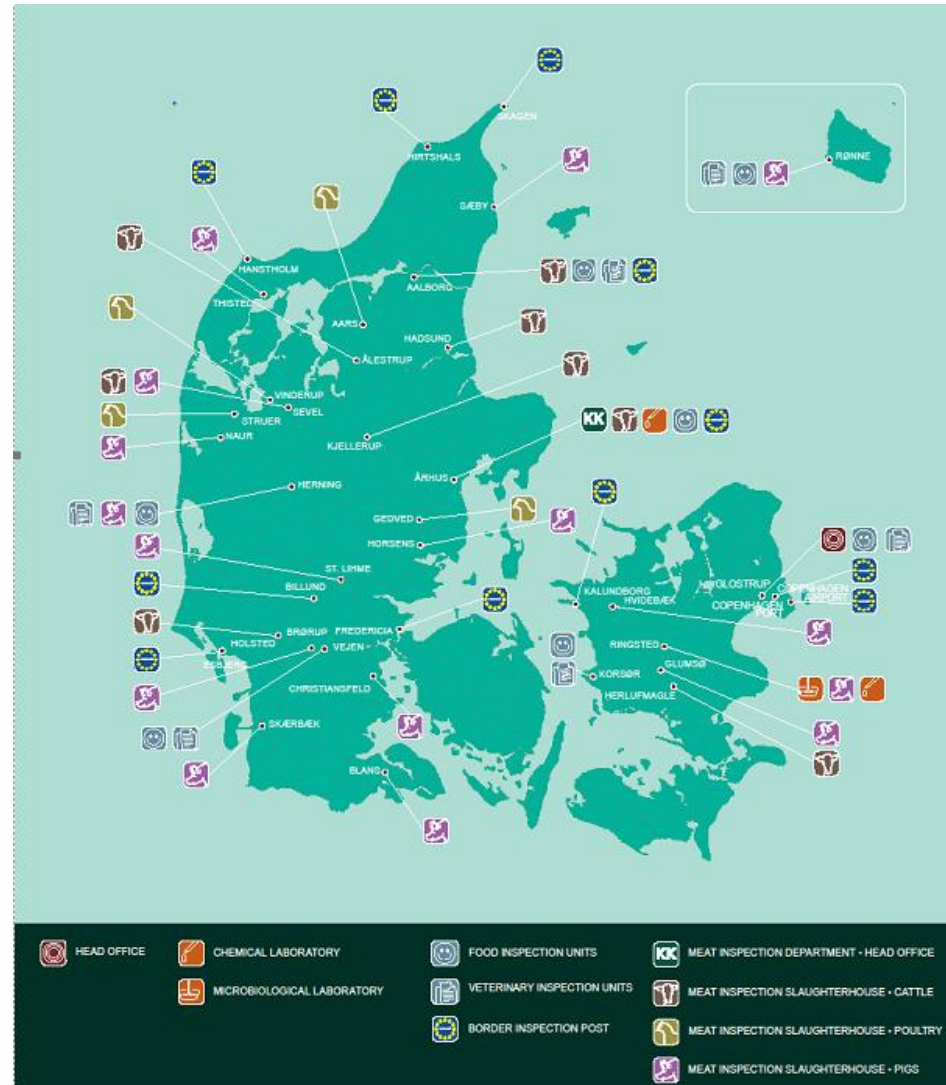 SKAGEN
HIRTSHALS
RØNNE
SÆBY
HANSTHOLM
AALBORG
THISTED
AARS
HADSUND
ÅLESTRUP
VINDERUP
SEVEL
STRUER
NAUR
KJELLERUP
ÅRHUS
HERNING
GEDVED
HORSENS
ST. LIHME
BILLUND
KALUNDBORG
HVIDEBÆK
GLOSTRUP
COPENHAGEN
AIRPORT
COPENHAGEN
PORT
BRØRUP
FREDERICIA
HOLSTED
VEJEN
ESBJERG
RINGSTED
GLUMSØ
KORSØR
HERLUFMAGLE
CHRISTIANSFELD
SKÆRBÆK
BLANS
KK
HEAD OFFICE
CHEMICAL LABORATORY
MICROBIOLOGICAL LABORATORY
FOOD INSPECTION UNITS
VETERINARY INSPECTION UNITS
BORDER INSPECTION POST
KK MEAT INSPECTION DEPARTMENT - HEAD OFFICE
MEAT INSPECTION SLAUGHTERHOUSE - CATTLE
MEAT INSPECTION SLAUGHTERHOUSE - POULTRY
MEAT INSPECTION SLAUGHTERHOUSE - PIGS